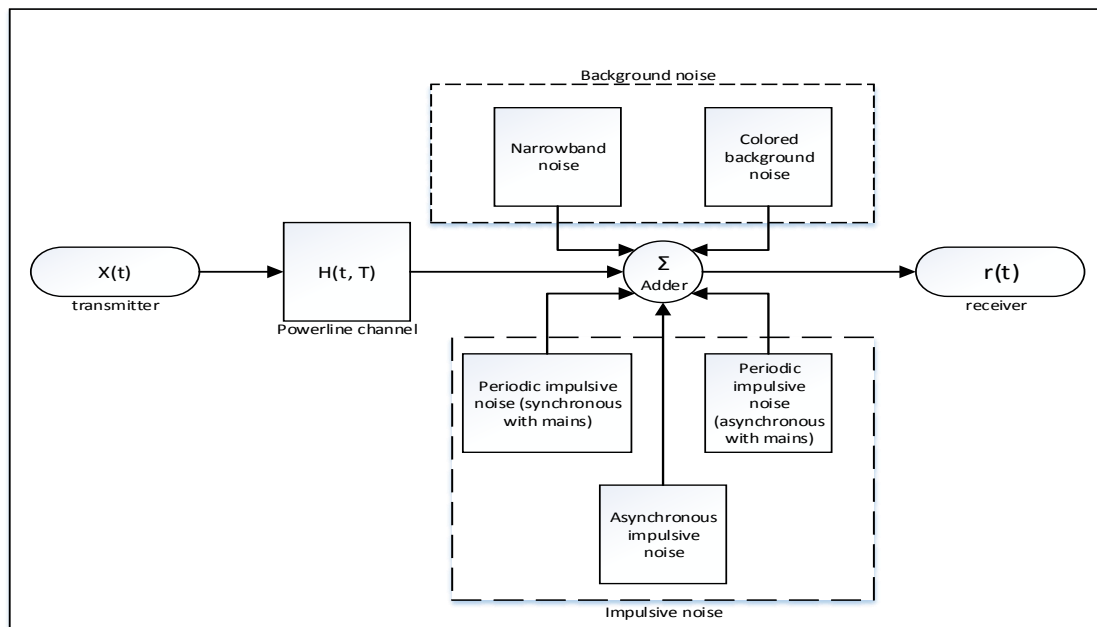 Background noise
Narrowband
noise
Colored
background
noise
X(t)
transmitter
H(t, T)
Powerline channel
Σ
Adder
r(t)
receiver
Periodic impulsive
noise (synchronous
with mains)
Periodic
impulsive
noise
(asynchronous
with mains)
Asynchronous
impulsive
noise
Impulsive noise